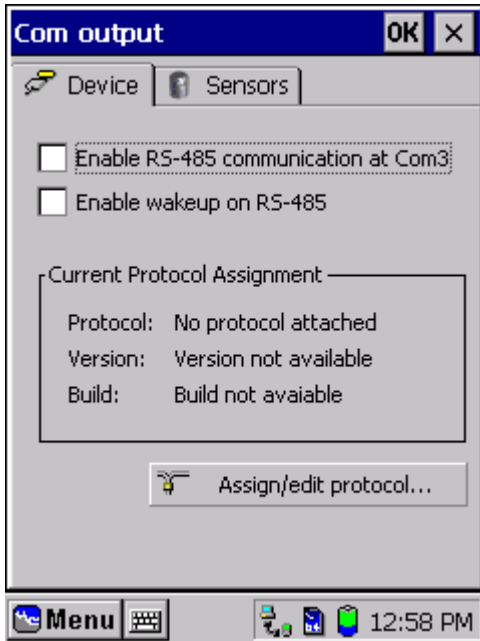 Com output OK ×
Device Sensors
Enable RS-485 communication at Com3
Enable wakeup on RS-485
Current Protocol Assignment
Protocol: No protocol attached
Version: Version not available
Build: Build not avaiable
Assign/edit protocol...
Menu 12:58 PM